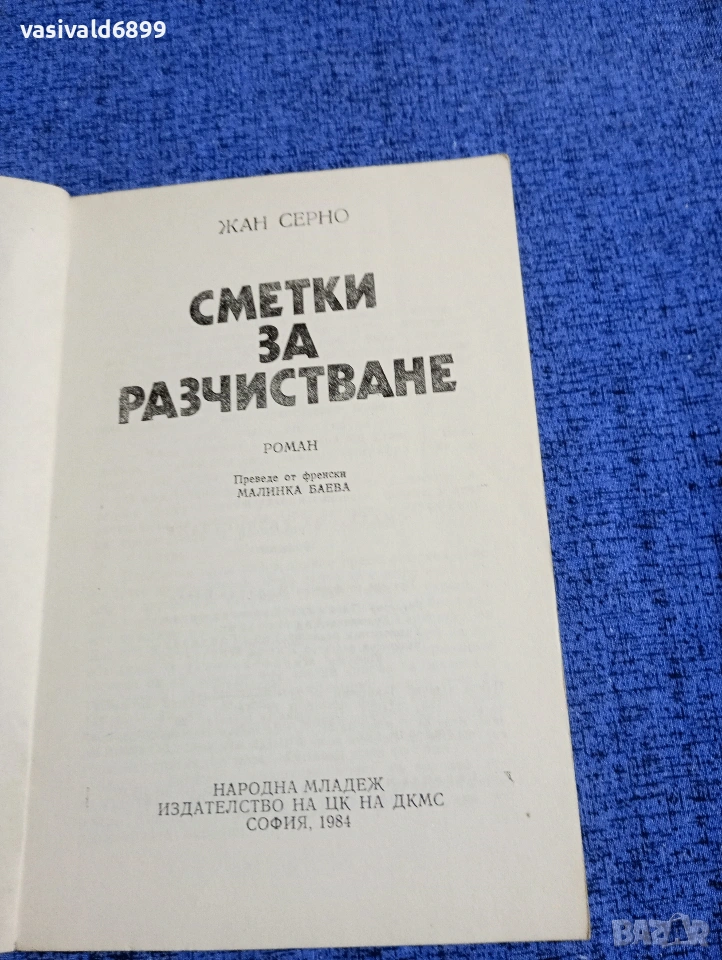 vasivald6899
ЖАН СЕРНО
СМЕТКИ
ЗА
РАЗЧИСТВАНЕ
РОМАН
Преведе от френски
МАЛИНКА БАЕВА
НАРОДНА МЛАДЕЖ
ИЗДАТЕЛСТВО НА ЦК НА ДКМС
СОФИЯ, 1984
BAZAR